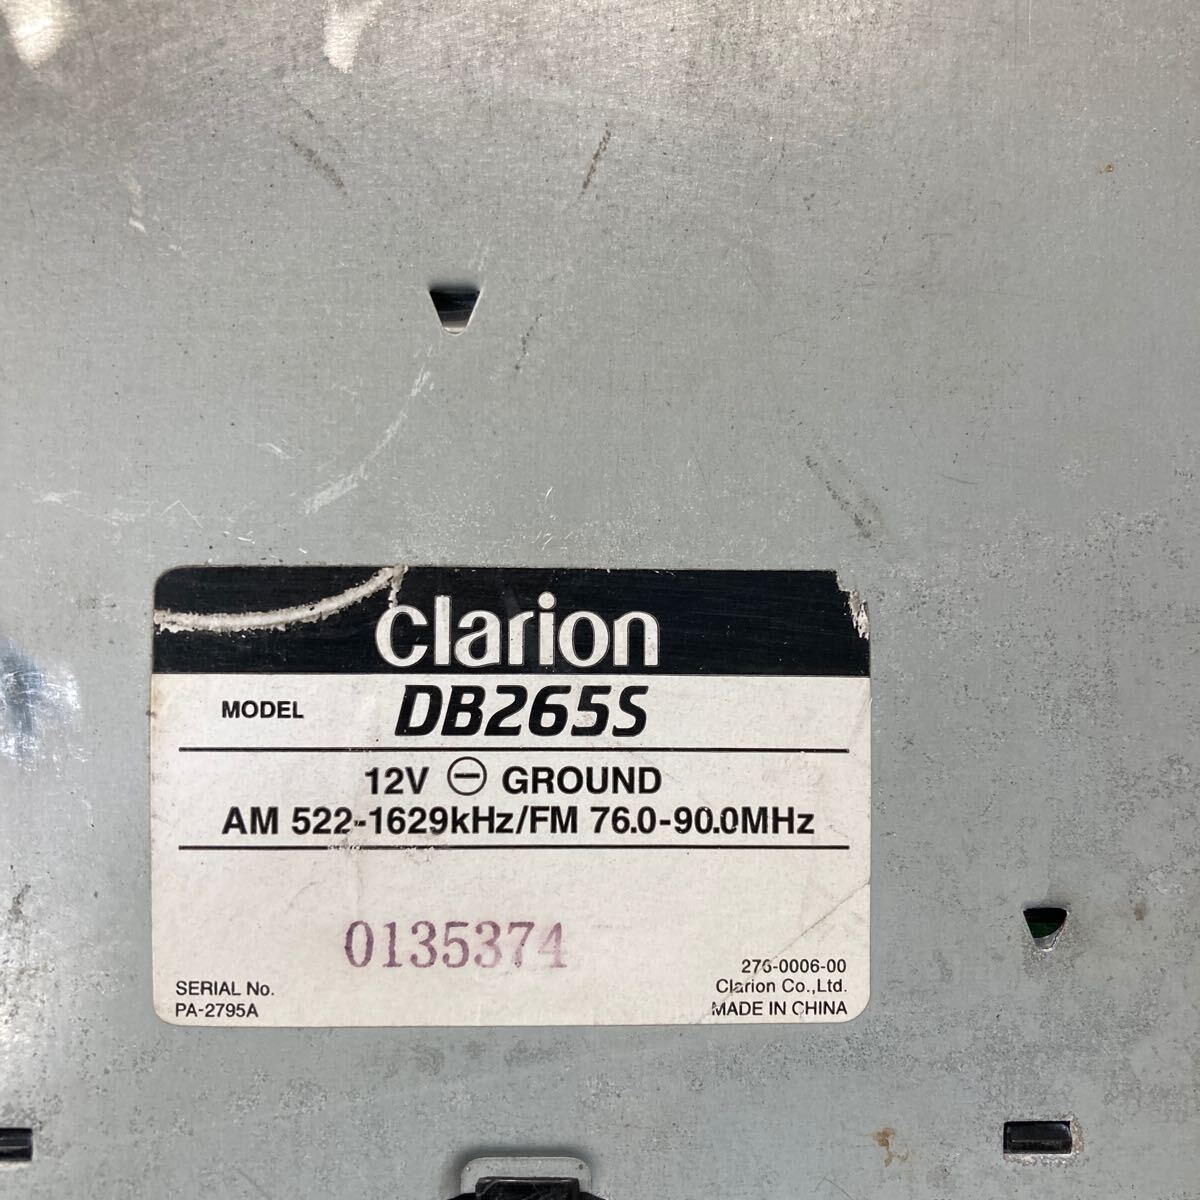 clarion
MODEL DB265S
12V ⊖ GROUND
AM 522-1629kHz/FM 76.0-90.0MHz
0135374
SERIAL No.
PA-2795A
276-0006-00
Clarion Co.,Ltd.
MADE IN CHINA